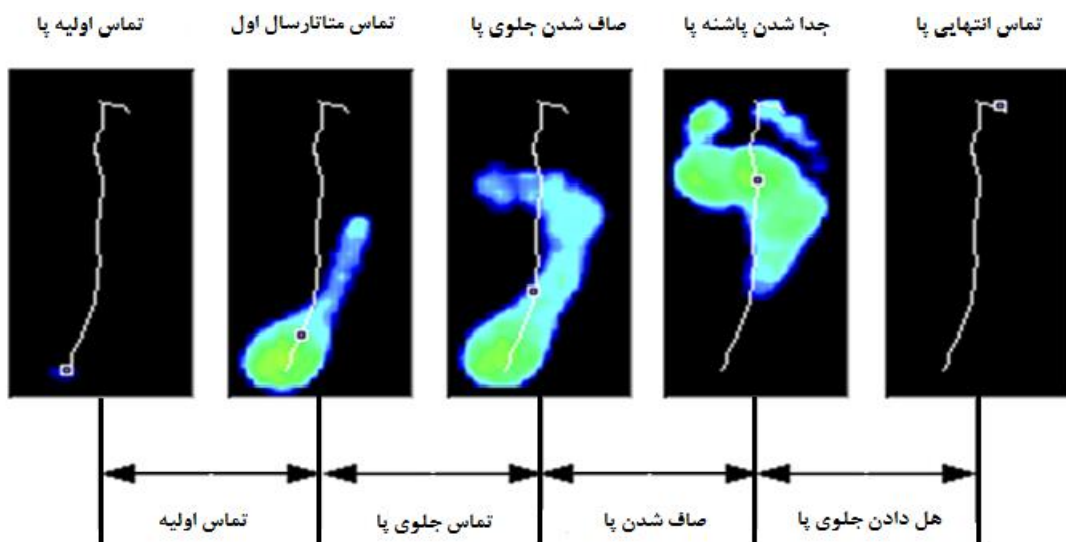 تماس اولیه پا
تماس متاتارسال اول
صاف شدن جلوی پا
جدا شدن پاشنه پا
تماس انتهایی پا
تماس اولیه
تماس جلوی پا
صاف شدن پا
هل دادن جلوی پا